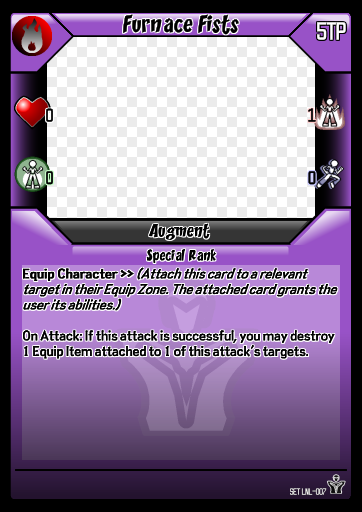 Furnace Fists
5TP
0
1
0
0
Augment
Special Rank
Equip Character >> (Attach this card to a relevant
target in their Equip Zone. The attached card grants the
user its abilities.)
On Attack: If this attack is successful, you may destroy
1 Equip Item attached to 1 of this attack's targets.
SET LNL-007